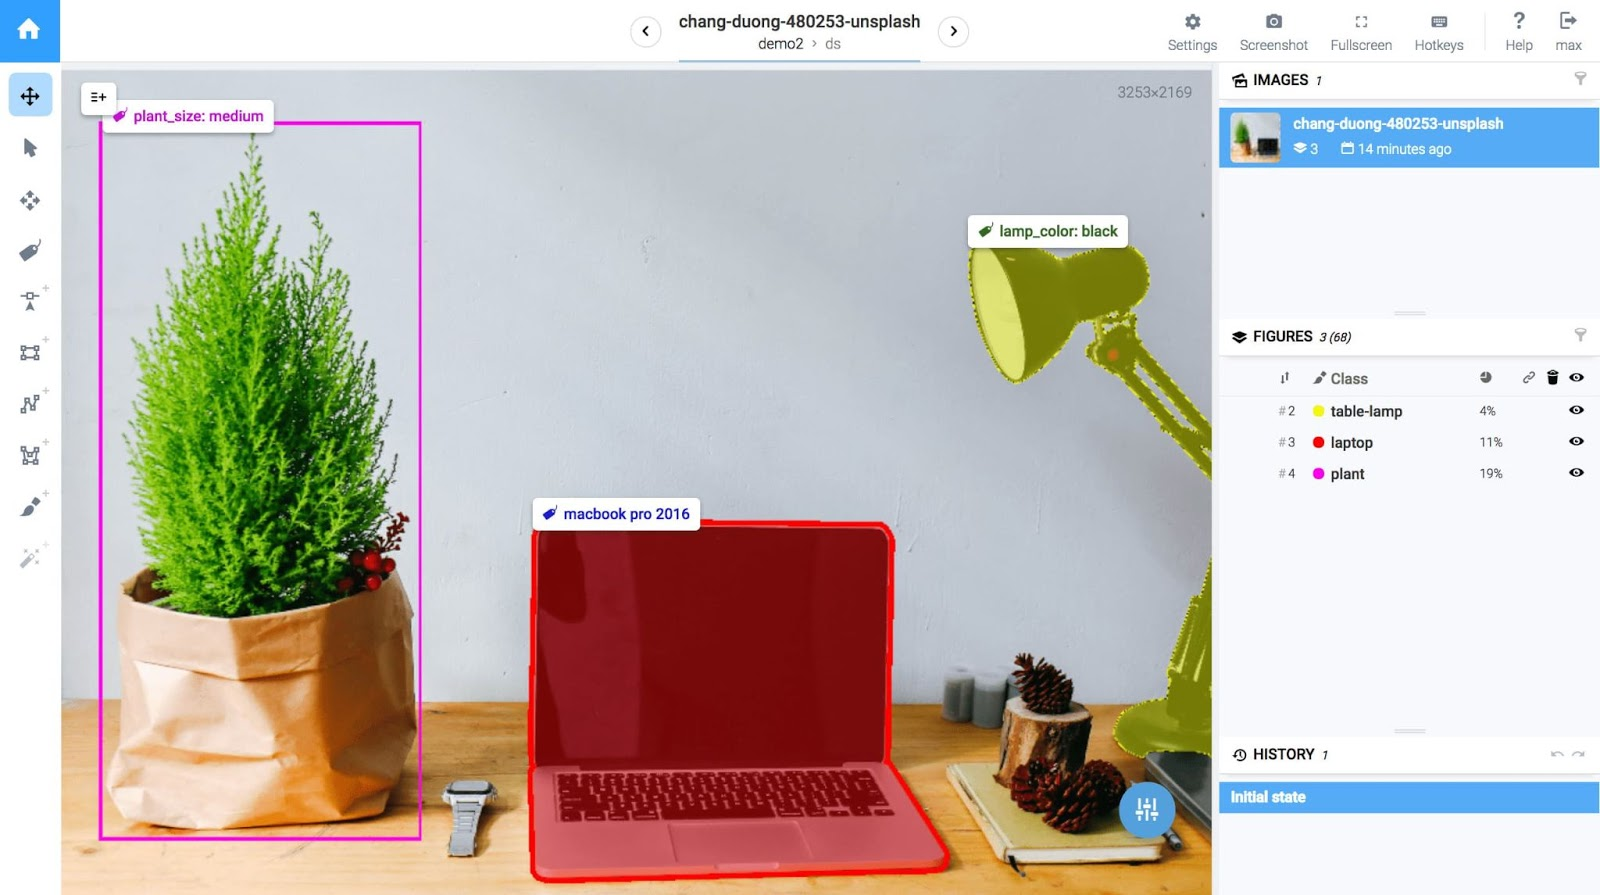 chang-duong-480253-unsplash
demo2 › ds
Settings
Screenshot
Fullscreen
Hotkeys
Help
max
plant_size: medium
3253×2169
lamp_color: black
macbook pro 2016
IMAGES 1
chang-duong-480253-unsplash
3 14 minutes ago
FIGURES 3 (68)
Class
#2 table-lamp 4%
#3 laptop 11%
#4 plant 19%
HISTORY 1
Initial state